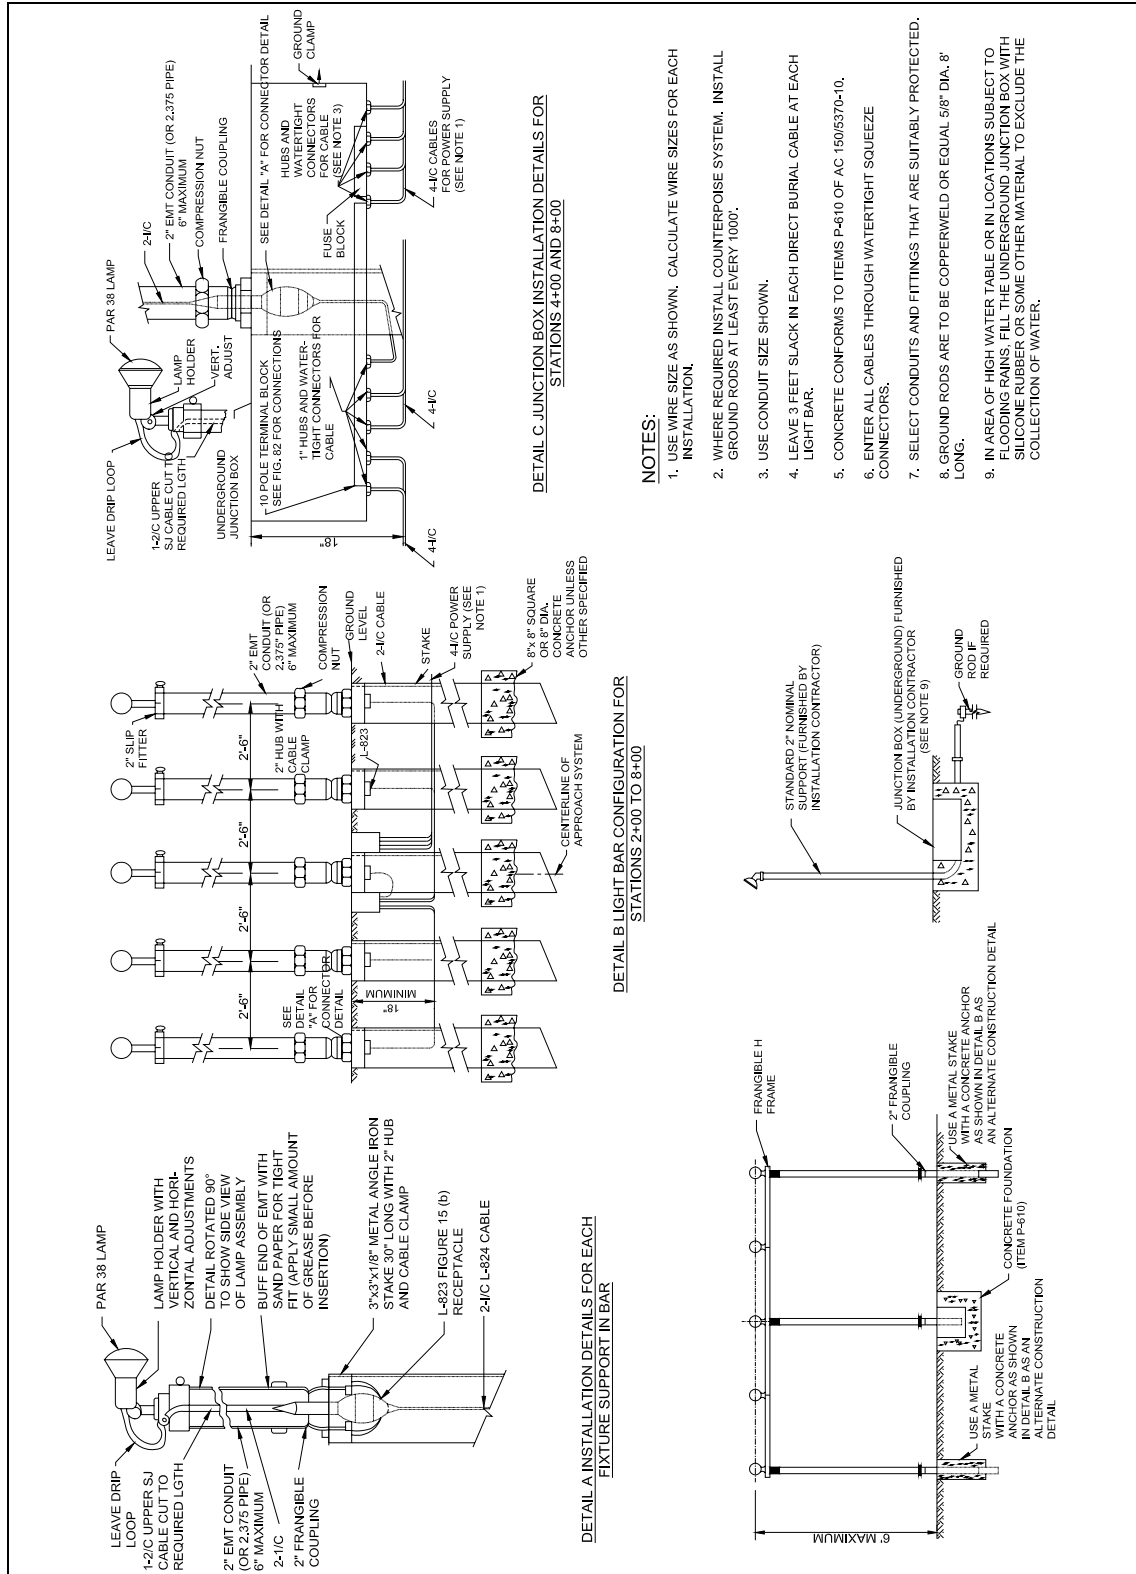 PAR 38 LAMP
LAMP HOLDER WITH
VERTICAL AND HORI-
ZONTAL ADJUSTMENTS
DETAIL ROTATED 90°
TO SHOW SIDE VIEW
OF LAMP ASSEMBLY
BUFF END OF EMT WITH
SAND PAPER FOR TIGHT
FIT (APPLY SMALL AMOUNT
OF GREASE BEFORE
INSERTION)
3"x3"x1/8" METAL ANGLE IRON
STAKE 30" LONG WITH 2" HUB
AND CABLE CLAMP
L-823 FIGURE 15 (b)
RECEPTACLE
2-I/C L-824 CABLE
LEAVE DRIP
LOOP
1-2/C UPPER SJ
CABLE CUT TO
REQUIRED LGTH
2" EMT CONDUIT
(OR 2.375 PIPE)
6" MAXIMUM
2-1/C
2" FRANGIBLE
COUPLING
DETAIL A INSTALLATION DETAILS FOR EACH
FIXTURE SUPPORT IN BAR
2" SLIP
FITTER
2'-6"
2'-6"
2'-6"
2'-6"
2" EMT
CONDUIT (OR
2.375" PIPE)
6" MAXIMUM
COMPRESSION
NUT
2" HUB WITH
CABLE
CLAMP
GROUND
LEVEL
L-823
2-I/C CABLE
STAKE
4-I/C POWER
SUPPLY (SEE
NOTE 1)
8"x 8" SQUARE
OR 8" DIA.
CONCRETE
ANCHOR UNLESS
OTHER SPECIFIED
SEE
DETAIL
"A" FOR
CONNECTOR
DETAIL
18"
MINIMUM
CENTERLINE OF
APPROACH SYSTEM
DETAIL B LIGHT BAR CONFIGURATION FOR
STATIONS 2+00 TO 8+00
LEAVE DRIP LOOP
PAR 38 LAMP
LAMP
HOLDER
VERT.
ADJUST
1-2/C UPPER
SJ CABLE CUT TO
REQUIRED LGTH
UNDERGROUND
JUNCTION BOX
2-I/C
2" EMT CONDUIT (OR 2.375 PIPE)
6" MAXIMUM
COMPRESSION NUT
FRANGIBLE COUPLING
SEE DETAIL "A" FOR CONNECTOR DETAIL
10 POLE TERMINAL BLOCK
SEE FIG. 82 FOR CONNECTIONS
1" HUBS AND WATER-
TIGHT CONNECTORS FOR
CABLE
HUBS AND
WATERTIGHT
CONNECTORS
FOR CABLE
(SEE NOTE 3)
GROUND
CLAMP
FUSE
BLOCK
18"
4-I/C
4-I/C
4-I/C CABLES
FOR POWER SUPPLY
(SEE NOTE 1)
DETAIL C JUNCTION BOX INSTALLATION DETAILS FOR
STATIONS 4+00 AND 8+00
6' MAXIMUM
FRANGIBLE H
FRAME
2" FRANGIBLE
COUPLING
USE A METAL STAKE
WITH A CONCRETE ANCHOR
AS SHOWN IN DETAIL B AS
AN ALTERNATE CONSTRUCTION DETAIL
CONCRETE FOUNDATION
(ITEM P-610)
USE A METAL
STAKE
WITH A CONCRETE
ANCHOR AS SHOWN
IN DETAIL B AS AN
ALTERNATE CONSTRUCTION
DETAIL
STANDARD 2" NOMINAL
SUPPORT (FURNISHED BY
INSTALLATION CONTRACTOR)
JUNCTION BOX (UNDERGROUND) FURNISHED
BY INSTALLATION CONTRACTOR
(SEE NOTE 9)
GROUND
ROD IF
REQUIRED
NOTES:
1. USE WIRE SIZE AS SHOWN. CALCULATE WIRE SIZES FOR EACH
INSTALLATION.
2. WHERE REQUIRED INSTALL COUNTERPOISE SYSTEM. INSTALL
GROUND RODS AT LEAST EVERY 1000'.
3. USE CONDUIT SIZE SHOWN.
4. LEAVE 3 FEET SLACK IN EACH DIRECT BURIAL CABLE AT EACH
LIGHT BAR.
5. CONCRETE CONFORMS TO ITEMS P-610 OF AC 150/5370-10.
6. ENTER ALL CABLES THROUGH WATERTIGHT SQUEEZE
CONNECTORS.
7. SELECT CONDUITS AND FITTINGS THAT ARE SUITABLY PROTECTED.
8. GROUND RODS ARE TO BE COPPERWELD OR EQUAL 5/8" DIA. 8'
LONG.
9. IN AREA OF HIGH WATER TABLE OR IN LOCATIONS SUBJECT TO
FLOODING RAINS, FILL THE UNDERGROUND JUNCTION BOX WITH
SILICONE RUBBER OR SOME OTHER MATERIAL TO EXCLUDE THE
COLLECTION OF WATER.